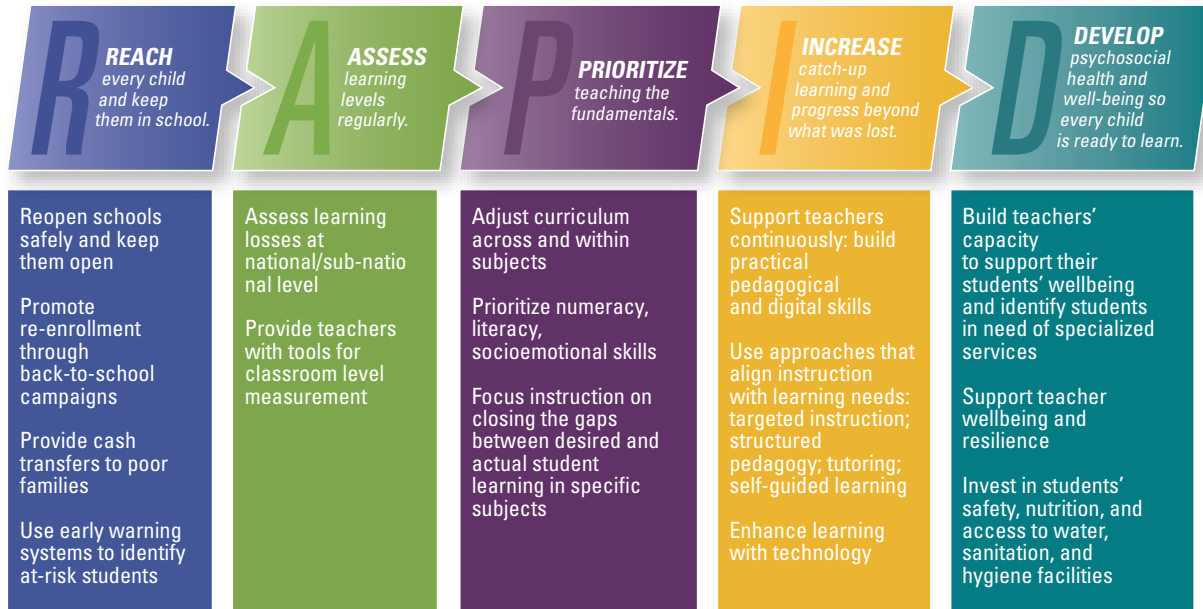 R
REACH
every child
and keep
them in school.
A
ASSESS
learning
levels
regularly.
P
PRIORITIZE
teaching the
fundamentals.
I
INCREASE
catch-up
learning and
progress beyond
what was lost.
D
DEVELOP
psychosocial
health and
well-being so
every child
is ready to learn.
Reopen schools
safely and keep
them open
Promote
re-enrollment
through
back-to-school
campaigns
Provide cash
transfers to poor
families
Use early warning
systems to identify
at-risk students
Assess learning
losses at
national/sub-natio
nal level
Provide teachers
with tools for
classroom level
measurement
Adjust curriculum
across and within
subjects
Prioritize numeracy,
literacy,
socioemotional skills
Focus instruction on
closing the gaps
between desired and
actual student
learning in specific
subjects
Support teachers
continuously: build
practical
pedagogical
and digital skills
Use approaches that
align instruction
with learning needs:
targeted instruction;
structured
pedagogy; tutoring;
self-guided learning
Enhance learning
with technology
Build teachers’
capacity
to support their
students’ wellbeing
and identify students
in need of specialized
services
Support teacher
wellbeing and
resilience
Invest in students’
safety, nutrition, and
access to water,
sanitation, and
hygiene facilities